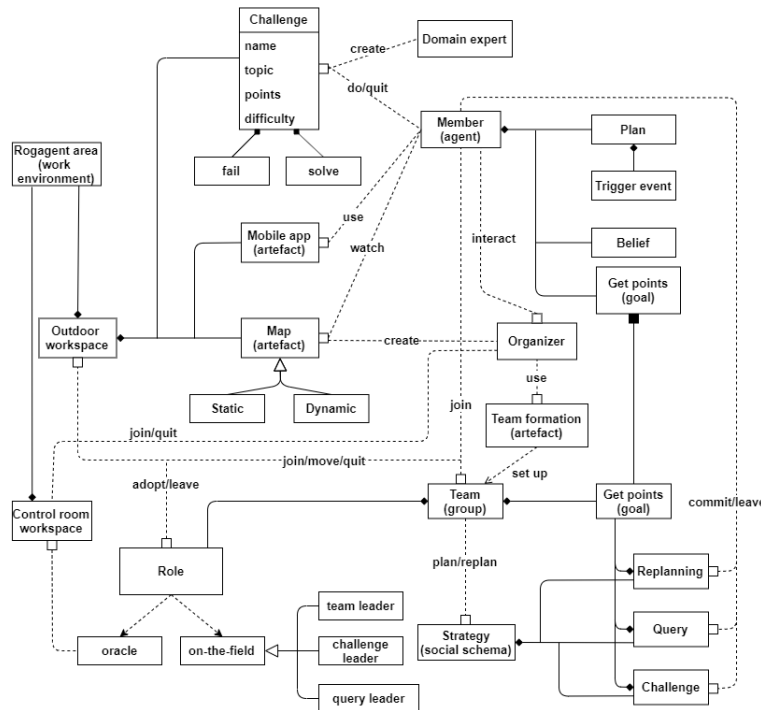 Challenge
name
topic
points
difficulty
create
Domain expert
do/quit
fail
solve
Member
(agent)
Plan
Trigger event
Belief
Get points
(goal)
Rogagent area
(work
environment)
Mobile app
(artefact)
use
watch
interact
Outdoor
workspace
Map
(artefact)
create
Organizer
Static
Dynamic
use
join
Team formation
(artefact)
join/quit
join/move/quit
set up
adopt/leave
Control room
workspace
Team
(group)
Get points
(goal)
commit/leave
Role
plan/replan
Replanning
oracle
on-the-field
team leader
challenge
leader
query leader
Strategy
(social schema)
Query
Challenge